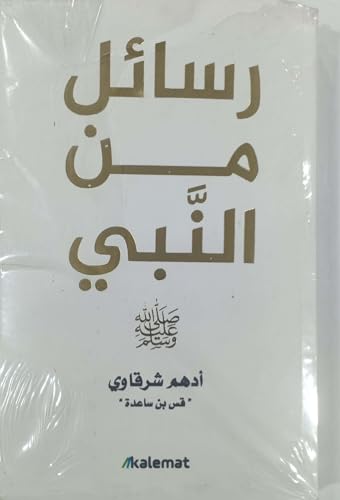 رسائل
من
النَّبي
صلى الله
عليه
وسلم
أدهم شرقاوي
"قس بن ساعدة"
kalemat